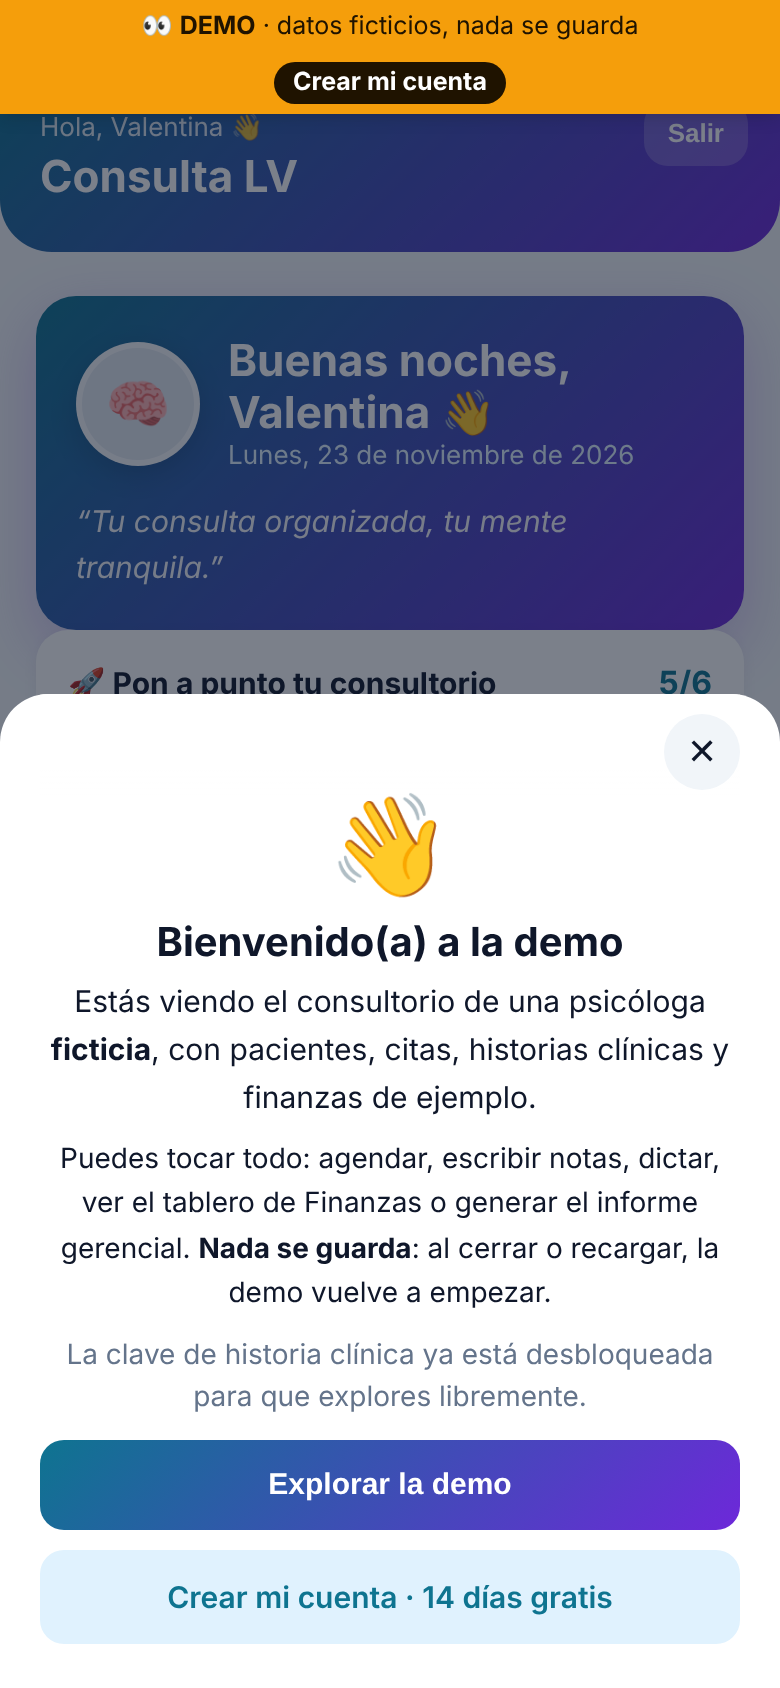 👀 DEMO · datos ficticios, nada se guarda
Crear mi cuenta
Hola, Valentina 👋
Salir
Consulta LV
Buenas noches,
Valentina 👋
Lunes, 23 de noviembre de 2026
“Tu consulta organizada, tu mente
tranquila.”
🚀 Pon a punto tu consultorio
5/6
✕
👋
Bienvenido(a) a la demo
Estás viendo el consultorio de una psicóloga
ficticia, con pacientes, citas, historias clínicas y
finanzas de ejemplo.
Puedes tocar todo: agendar, escribir notas, dictar,
ver el tablero de Finanzas o generar el informe
gerencial. Nada se guarda: al cerrar o recargar, la
demo vuelve a empezar.
La clave de historia clínica ya está desbloqueada
para que explores libremente.
Explorar la demo
Crear mi cuenta · 14 días gratis